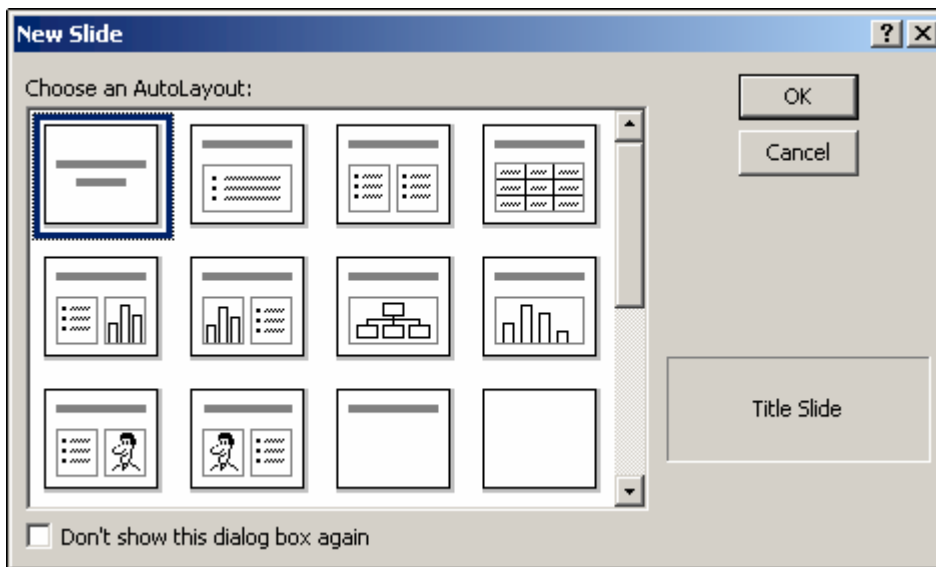 New Slide
Choose an AutoLayout:
OK
Cancel
Title Slide
Don't show this dialog box again